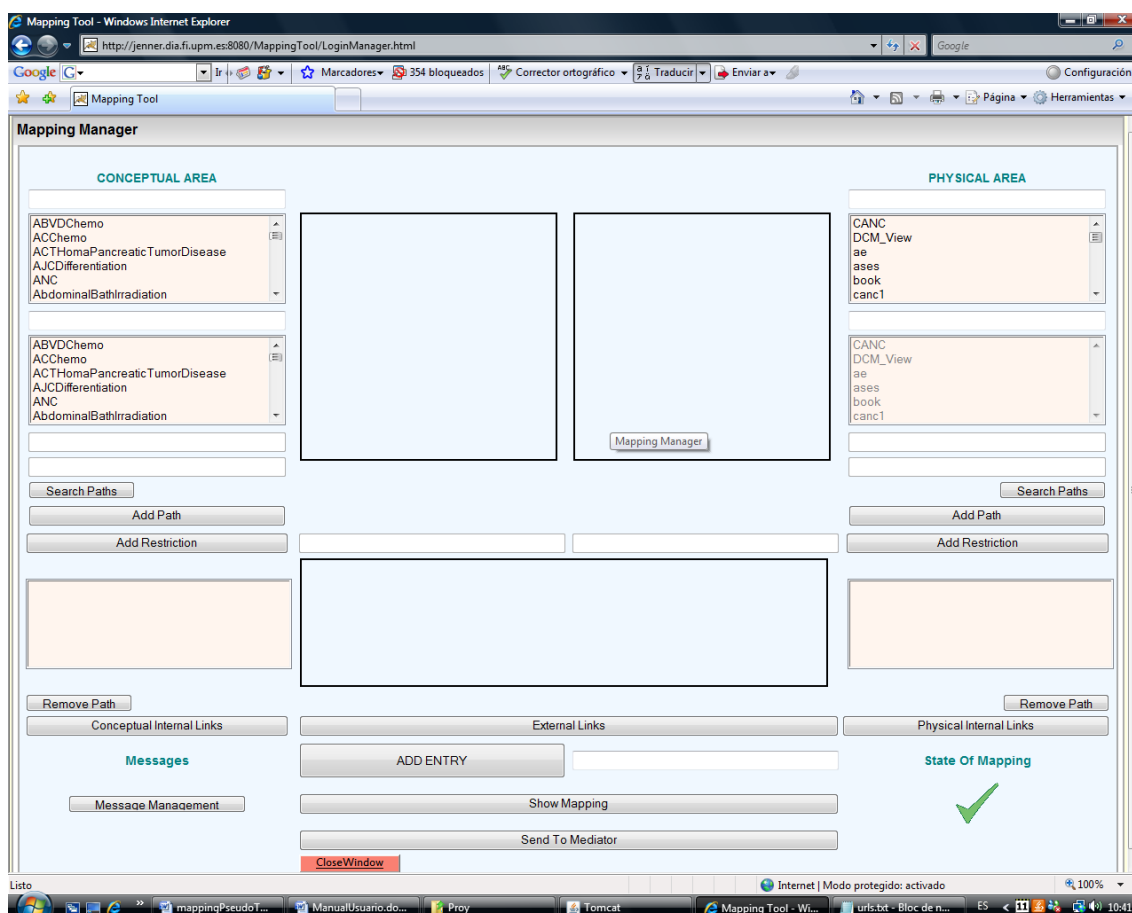 Mapping Tool - Windows Internet Explorer
http://jenner.dia.fi.upm.es:8080/MappingTool/LoginManager.html
Google
Google G Ir Marcadores 354 bloqueados Corrector ortográfico Traducir Enviar a Configuración
Mapping Tool Página Herramientas
Mapping Manager
CONCEPTUAL AREA
ABVDChemo
ACChemo
ACTHomaPancreaticTumorDisease
AJCDifferentiation
ANC
AbdominalBathIrradiation
ABVDChemo
ACChemo
ACTHomaPancreaticTumorDisease
AJCDifferentiation
ANC
AbdominalBathIrradiation
Search Paths
Add Path
Add Restriction
Remove Path
Conceptual Internal Links
Messages
Message Management
Mapping Manager
External Links
ADD ENTRY
Show Mapping
Send To Mediator
CloseWindow
PHYSICAL AREA
CANC
DCM_View
ae
ases
book
canc1
CANC
DCM_View
ae
ases
book
canc1
Search Paths
Add Path
Add Restriction
Remove Path
Physical Internal Links
State Of Mapping
Listo Internet | Modo protegido: activado 100%
mappingPseudoT... ManualUsuario.do... Proy Tomcat Mapping Tool - Wi... urls.txt - Bloc de n... ES 10:41